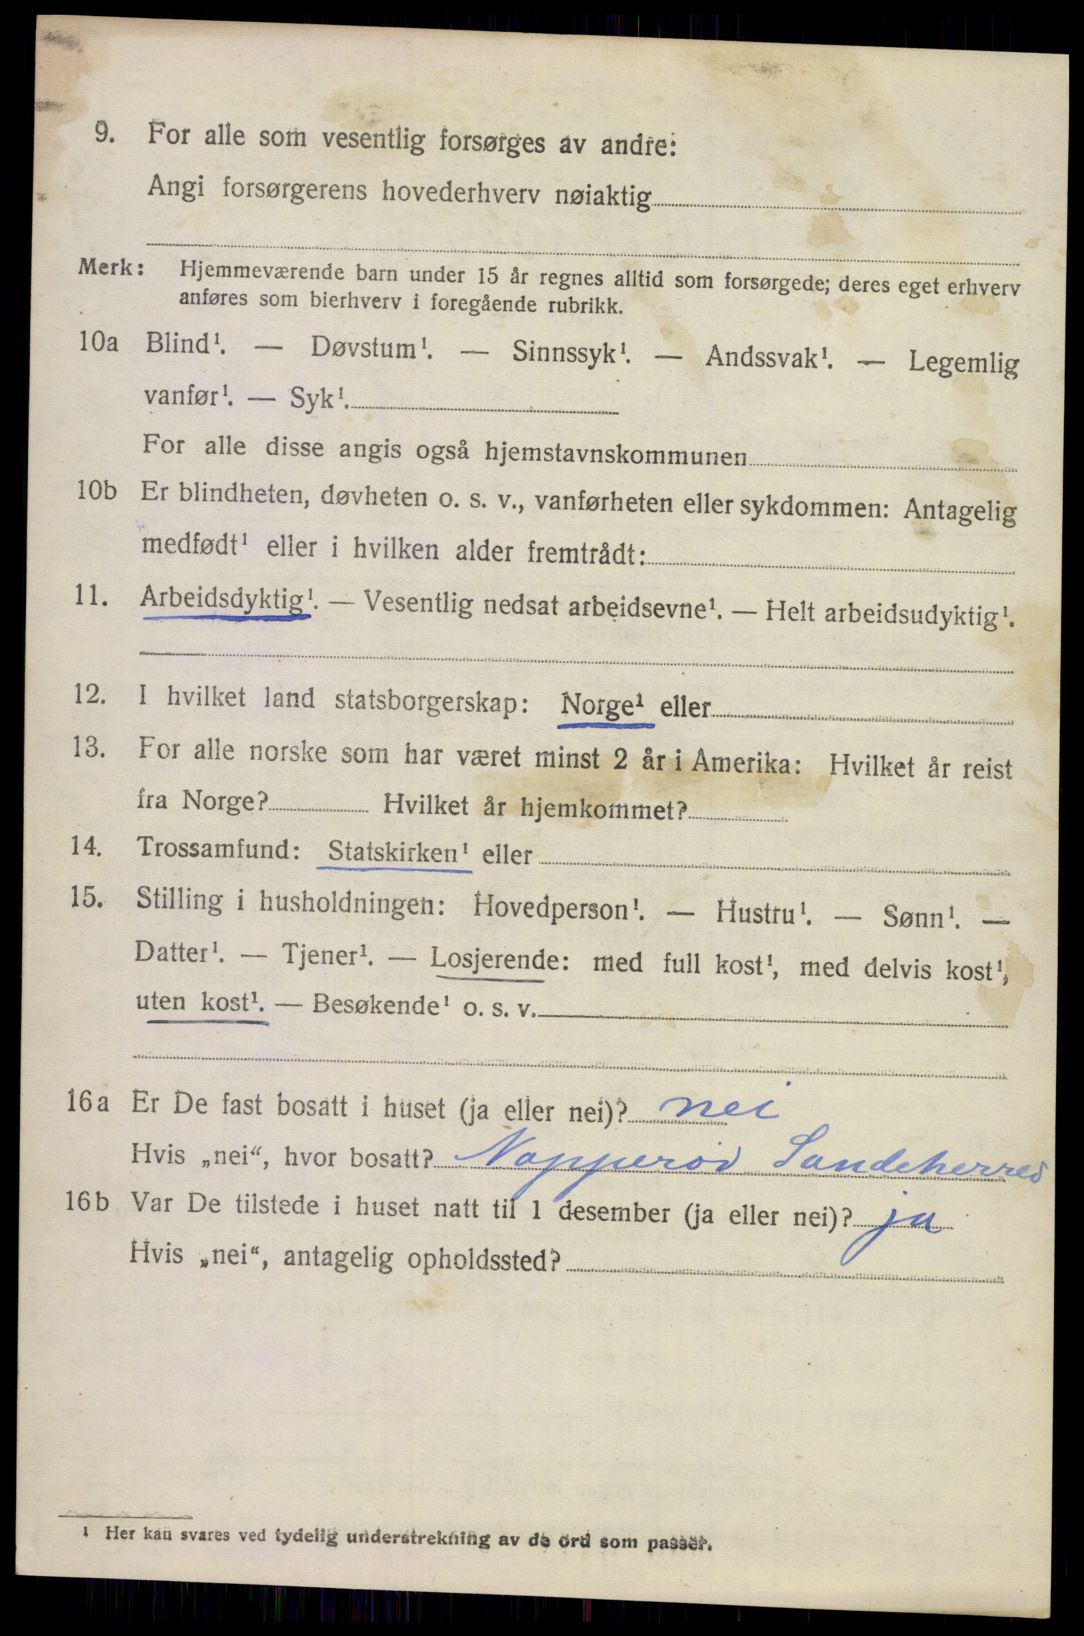 9. For alle som vesentlig forsørges av andre:
Angi forsørgerens hovederhverv nøiaktig
Merk: Hjemmeværende barn under 15 år regnes alltid som forsørgede; deres eget erhverv
anføres som bierhverv i foregående rubrikk.
10a Blind¹. — Døvstum¹. — Sinnssyk¹. — Andssvak¹. — Legemlig
vanfør¹. — Syk¹.
For alle disse angis også hjemstavnskommunen
10b Er blindheten, døvheten o. s. v., vanførheten eller sykdommen: Antagelig
medfødt¹ eller i hvilken alder fremtrådt:
11. Arbeidsdyktig¹. — Vesentlig nedsat arbeidsevne¹. — Helt arbeidsudyktig¹.
12. I hvilket land statsborgerskap: Norge¹ eller
13. For alle norske som har været minst 2 år i Amerika: Hvilket år reist
fra Norge? Hvilket år hjemkommet?
14. Trossamfund: Statskirken¹ eller
15. Stilling i husholdningen: Hovedperson¹. — Hustru¹. — Sønn¹. —
Datter¹. — Tjener¹. — Losjerende: med full kost¹, med delvis kost¹,
uten kost¹. — Besøkende¹ o. s. v.
16a Er De fast bosatt i huset (ja eller nei)? nei
Hvis „nei“, hvor bosatt? Napperød Sandeherred
16b Var De tilstede i huset natt til 1 desember (ja eller nei)? ja
Hvis „nei“, antagelig opholdssted?
¹ Her kan svares ved tydelig understrekning av de ord som passer.